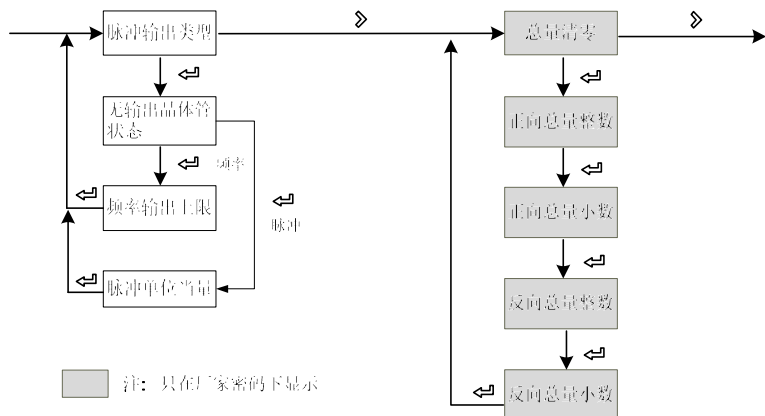 脉冲输出类型
总量清零
无输出晶体管
状态
正向总量整数
频率
频率输出上限
脉冲
正向总量小数
脉冲单位当量
反向总量整数
注：只在厂家密码下显示
反向总量小数